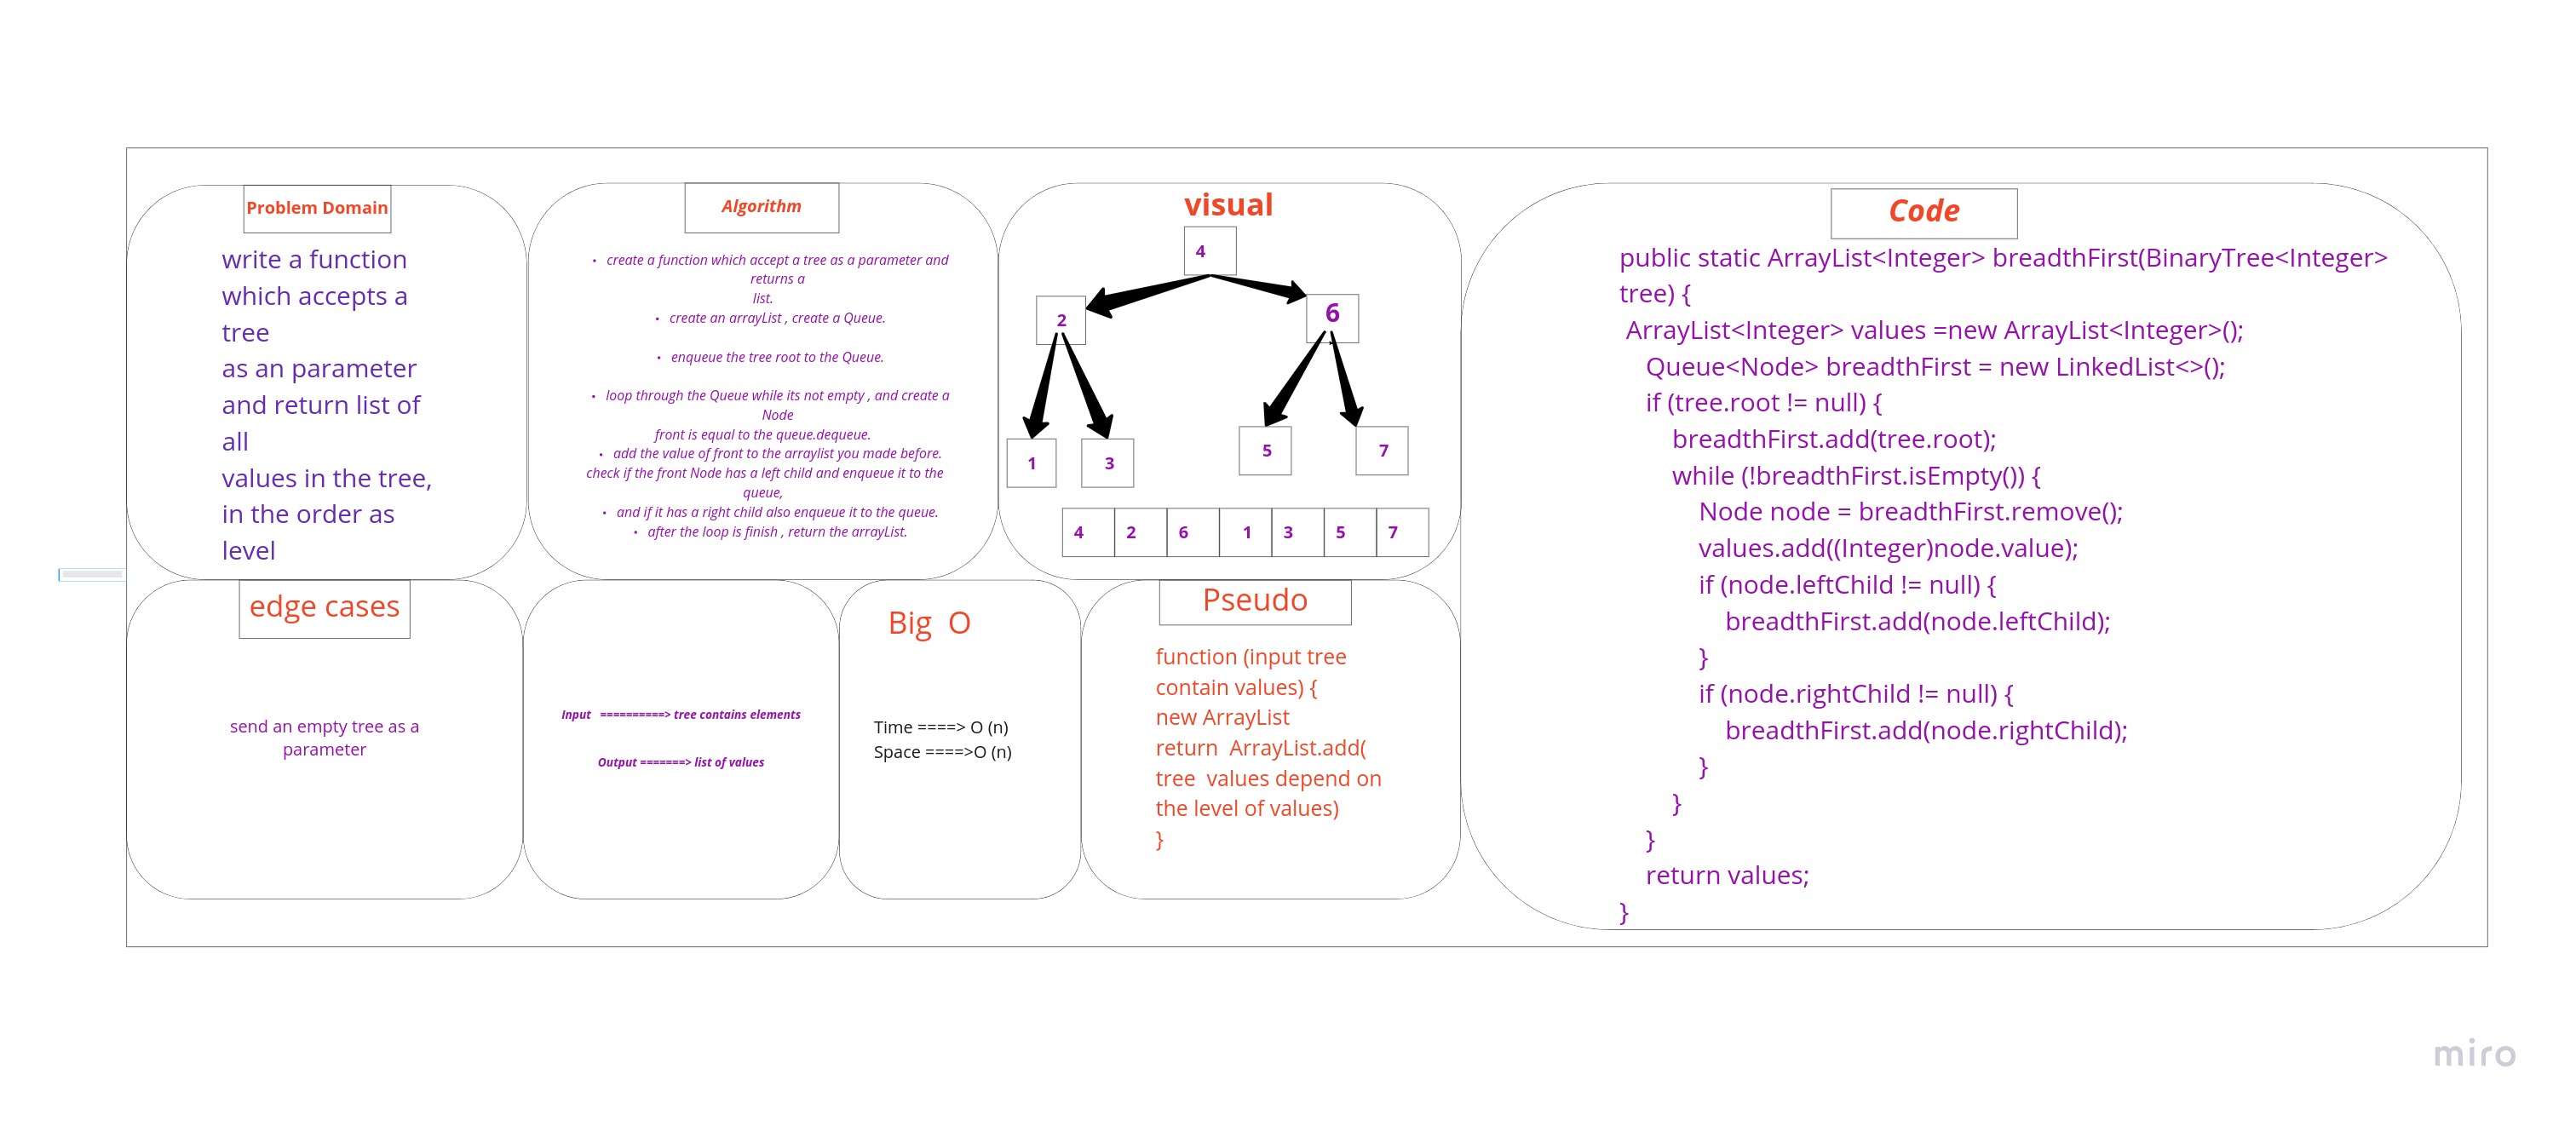 Problem Domain
write a function
which accepts a
tree
as an parameter
and return list of
all
values in the tree,
in the order as
level
Algorithm
• create a function which accept a tree as a parameter and
returns a
list.
• create an arrayList , create a Queue.
• enqueue the tree root to the Queue.
• loop through the Queue while its not empty , and create a
Node
front is equal to the queue.dequeue.
• add the value of front to the arraylist you made before.
check if the front Node has a left child and enqueue it to the
queue,
• and if it has a right child also enqueue it to the queue.
• after the loop is finish , return the arrayList.
visual
4
2
6
1
3
5
7
4 2 6 1 3 5 7
Code
public static ArrayList<Integer> breadthFirst(BinaryTree<Integer>
tree) {
ArrayList<Integer> values =new ArrayList<Integer>();
Queue<Node> breadthFirst = new LinkedList<>();
if (tree.root != null) {
breadthFirst.add(tree.root);
while (!breadthFirst.isEmpty()) {
Node node = breadthFirst.remove();
values.add((Integer)node.value);
if (node.leftChild != null) {
breadthFirst.add(node.leftChild);
}
if (node.rightChild != null) {
breadthFirst.add(node.rightChild);
}
}
}
return values;
}
edge cases
send an empty tree as a
parameter
Input ==========> tree contains elements
Output =======> list of values
Big O
Time ====> O (n)
Space ====>O (n)
Pseudo
function (input tree
contain values) {
new ArrayList
return ArrayList.add(
tree values depend on
the level of values)
}
miro